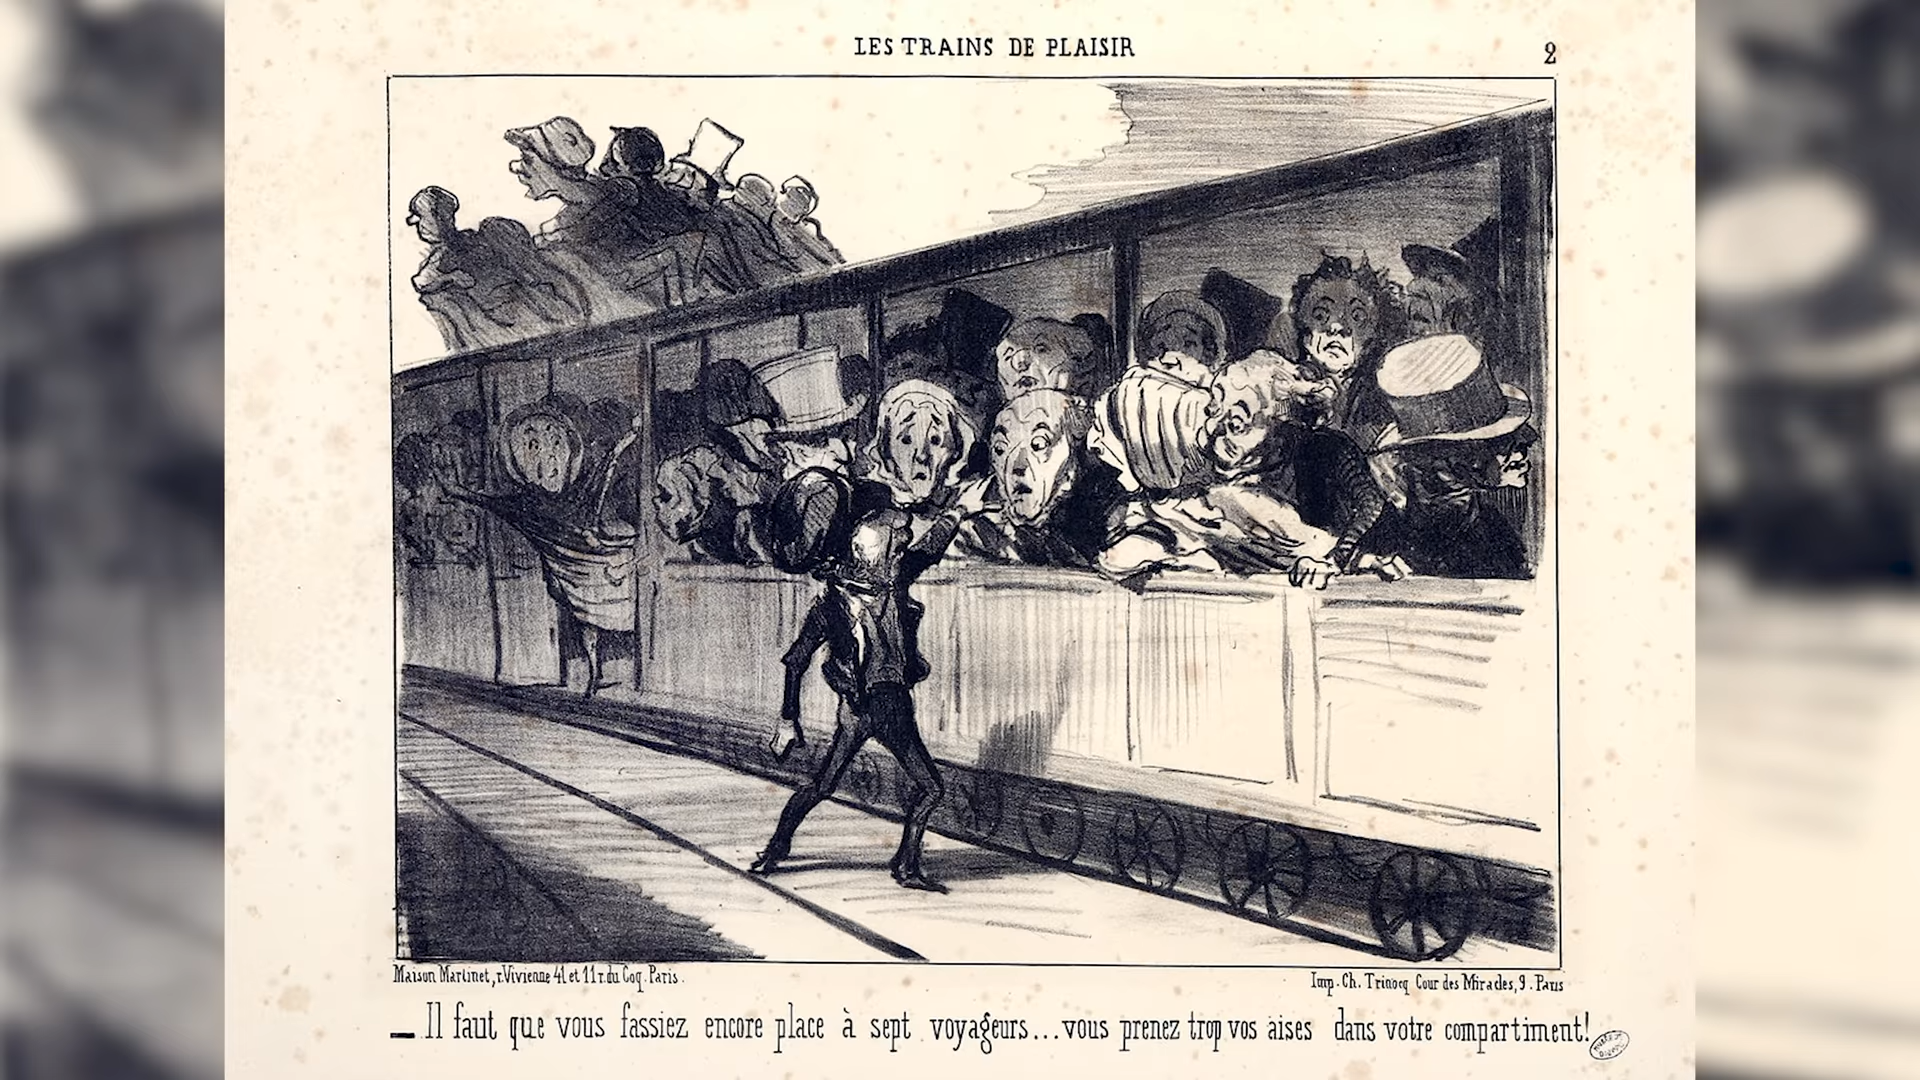 LES TRAINS DE PLAISIR
2
Maison Martinet, r. Vivienne 41 et 11 r. du Coq. Paris.
Imp. Ch. Trinocq Cour des Miracles, 9. Paris
— Il faut que vous fassiez encore place à sept voyageurs... vous prenez trop vos aises dans votre compartiment!